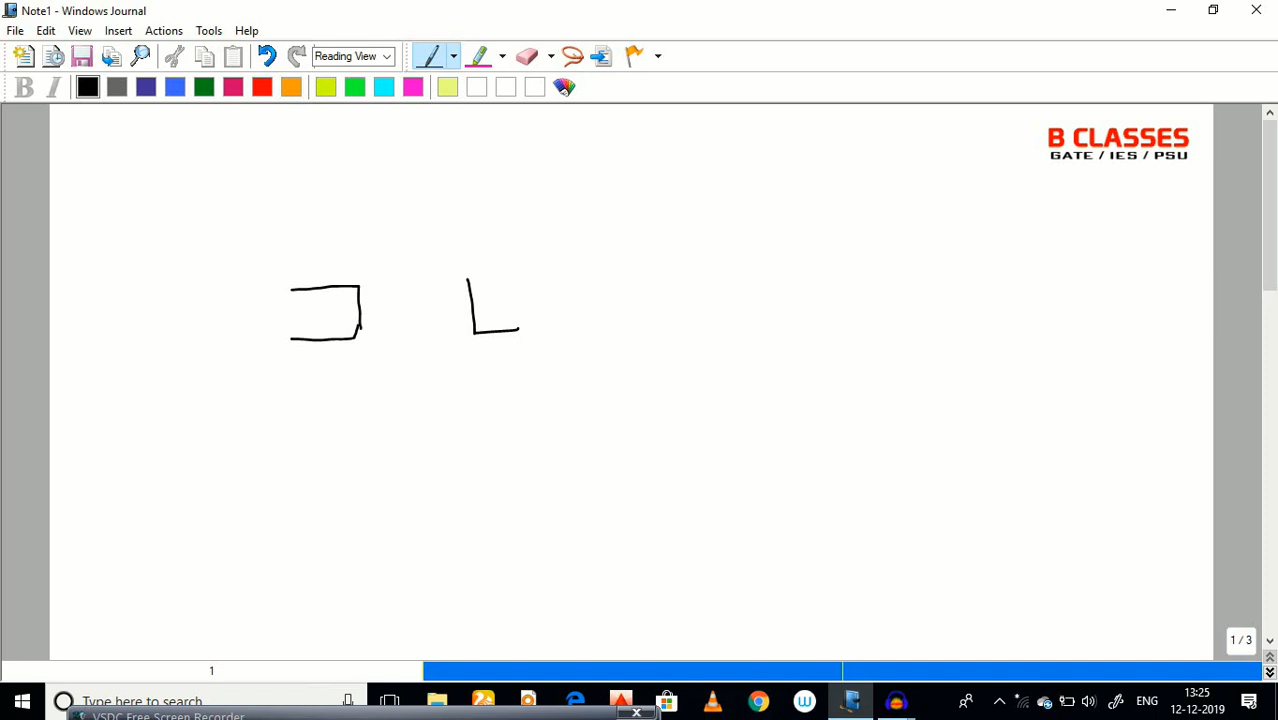 Note1 - Windows Journal
File Edit View Insert Actions Tools Help
Reading View
B I
B CLASSES
GATE / IES / PSU
1 / 3
1
Type here to search
ENG
13:25
12-12-2019
VSDC Free Screen Recorder